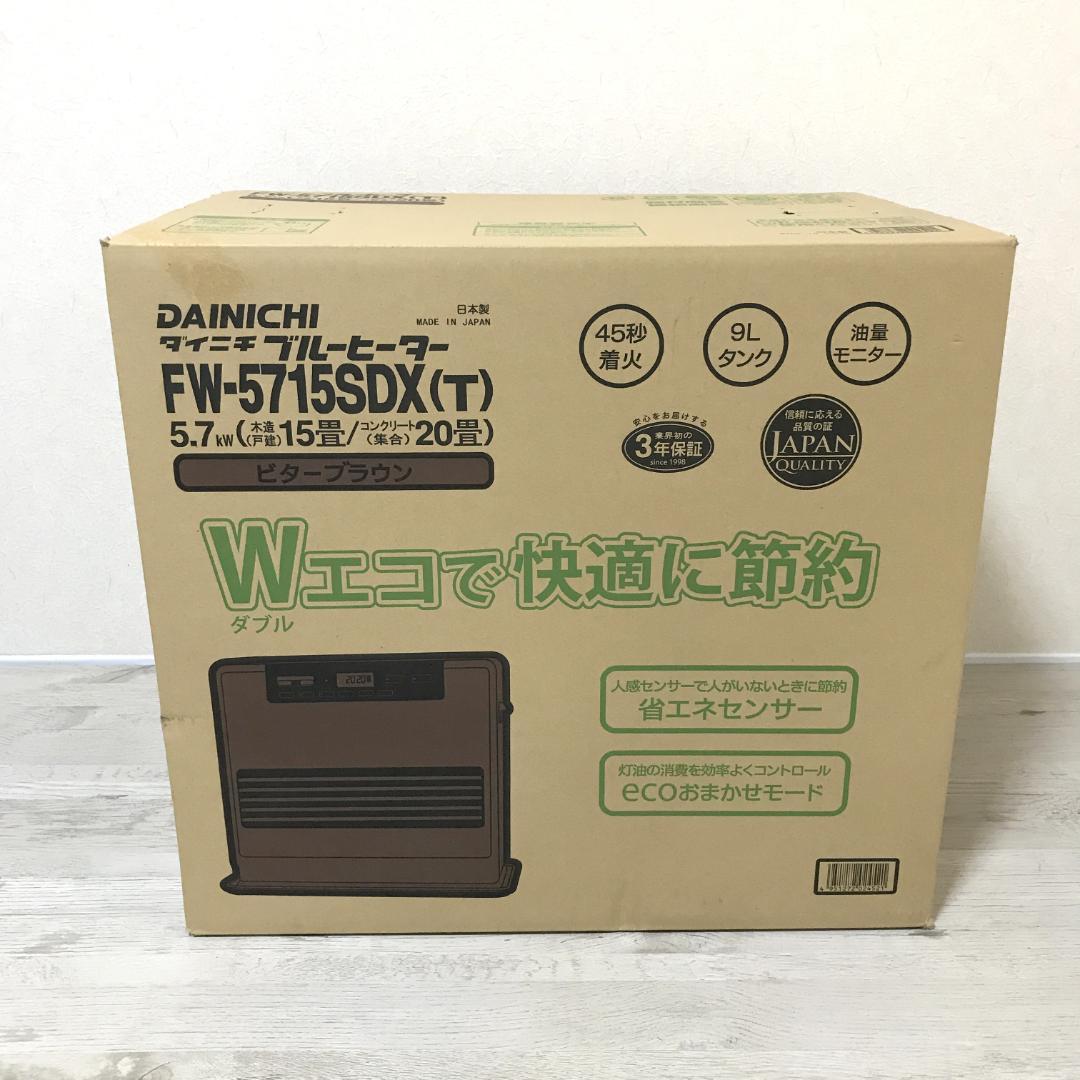 FW-5715SDX(T)
DAINICHI
日本製
MADE IN JAPAN
ダイニチ ブルーヒーター
FW-5715SDX(T)
5.7kW(木造(戸建)15畳/コンクリート(集合)20畳)
ビターブラウン
45秒
着火
9L
タンク
油量
モニター
安心をお届けする
業界初の
3年保証
since 1998
信頼に応える
品質の証
JAPAN
QUALITY
Wエコで快適に節約
ダブル
2020
人感センサーで人がいないときに節約
省エネセンサー
灯油の消費を効率よくコントロール
ecoおまかせモード